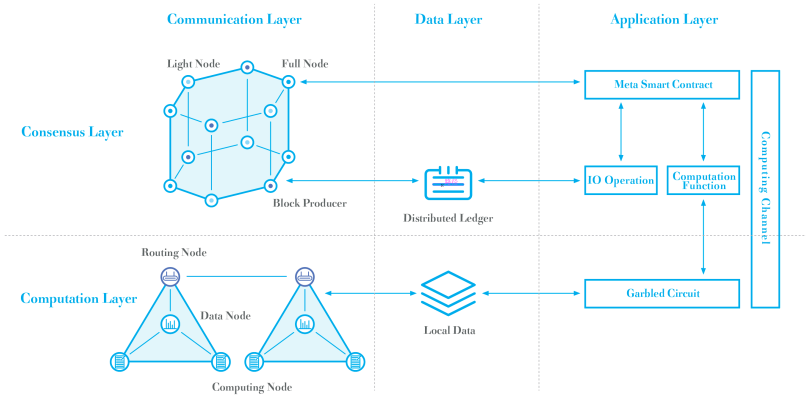 Communication Layer
Data Layer
Application Layer
Light Node
Full Node
Meta Smart Contract
Consensus Layer
IO Operation
Computation
Function
Block Producer
Distributed Ledger
Computing Channel
Routing Node
Computation Layer
Data Node
Garbled Circuit
Local Data
Computing Node